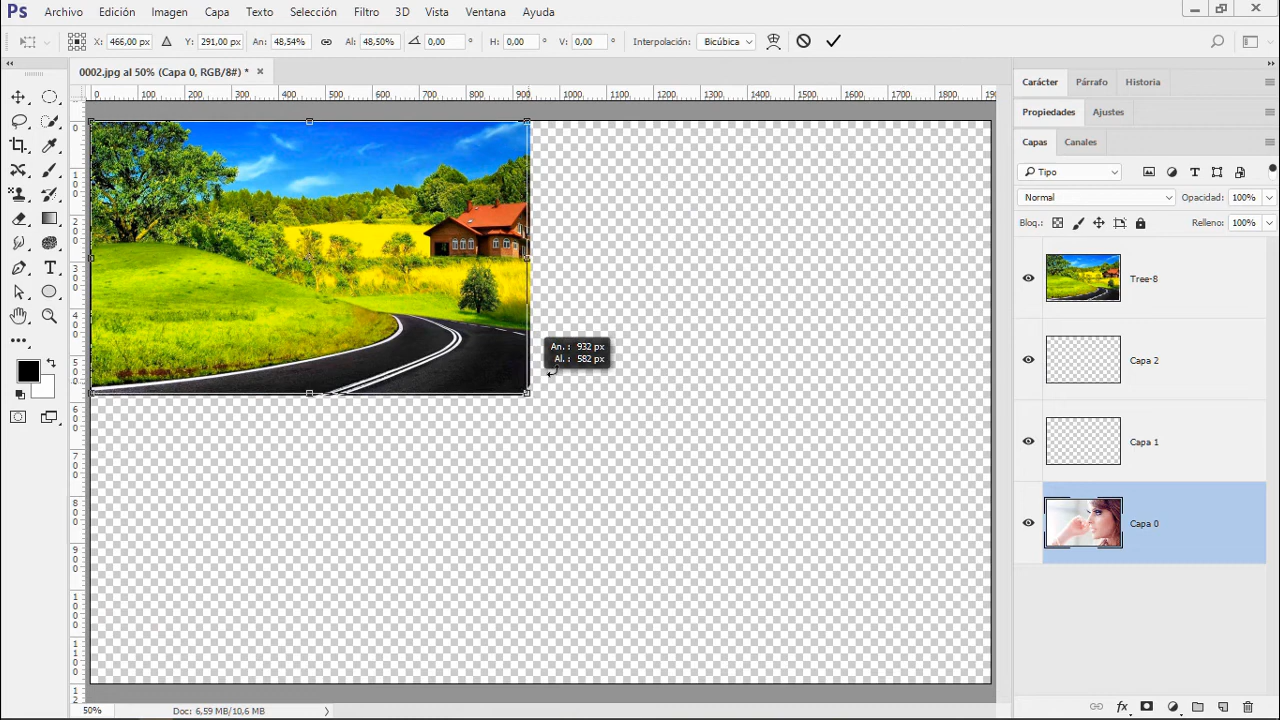 Ps Archivo Edición Imagen Capa Texto Selección Filtro 3D Vista Ventana Ayuda
X: 466,00 px Y: 291,00 px An: 48,54% Al: 48,50% 0,00 ° H: 0,00 ° V: 0,00 ° Interpolación: Bicúbica
0002.jpg al 50% (Capa 0, RGB/8#) *
0 100 200 300 400 500 600 700 800 900 1000 1100 1200 1300 1400 1500 1600 1700 1800 190
Carácter Párrafo Historia
Propiedades Ajustes
Capas Canales
Tipo
Normal Opacidad: 100%
Bloq.: Relleno: 100%
Tree-8
An. : 932 px
Al. : 582 px
Capa 2
Capa 1
Capa 0
50% Doc: 6,59 MB/10,6 MB